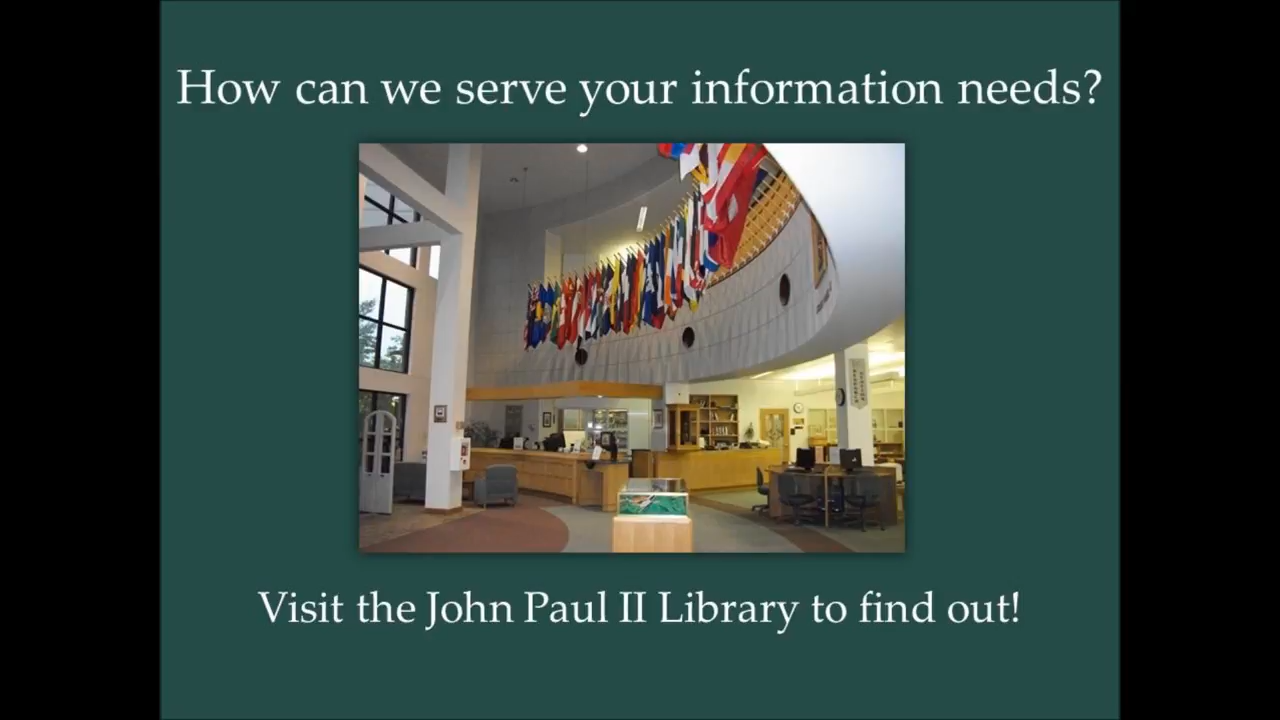 How can we serve your information needs?
Visit the John Paul II Library to find out!